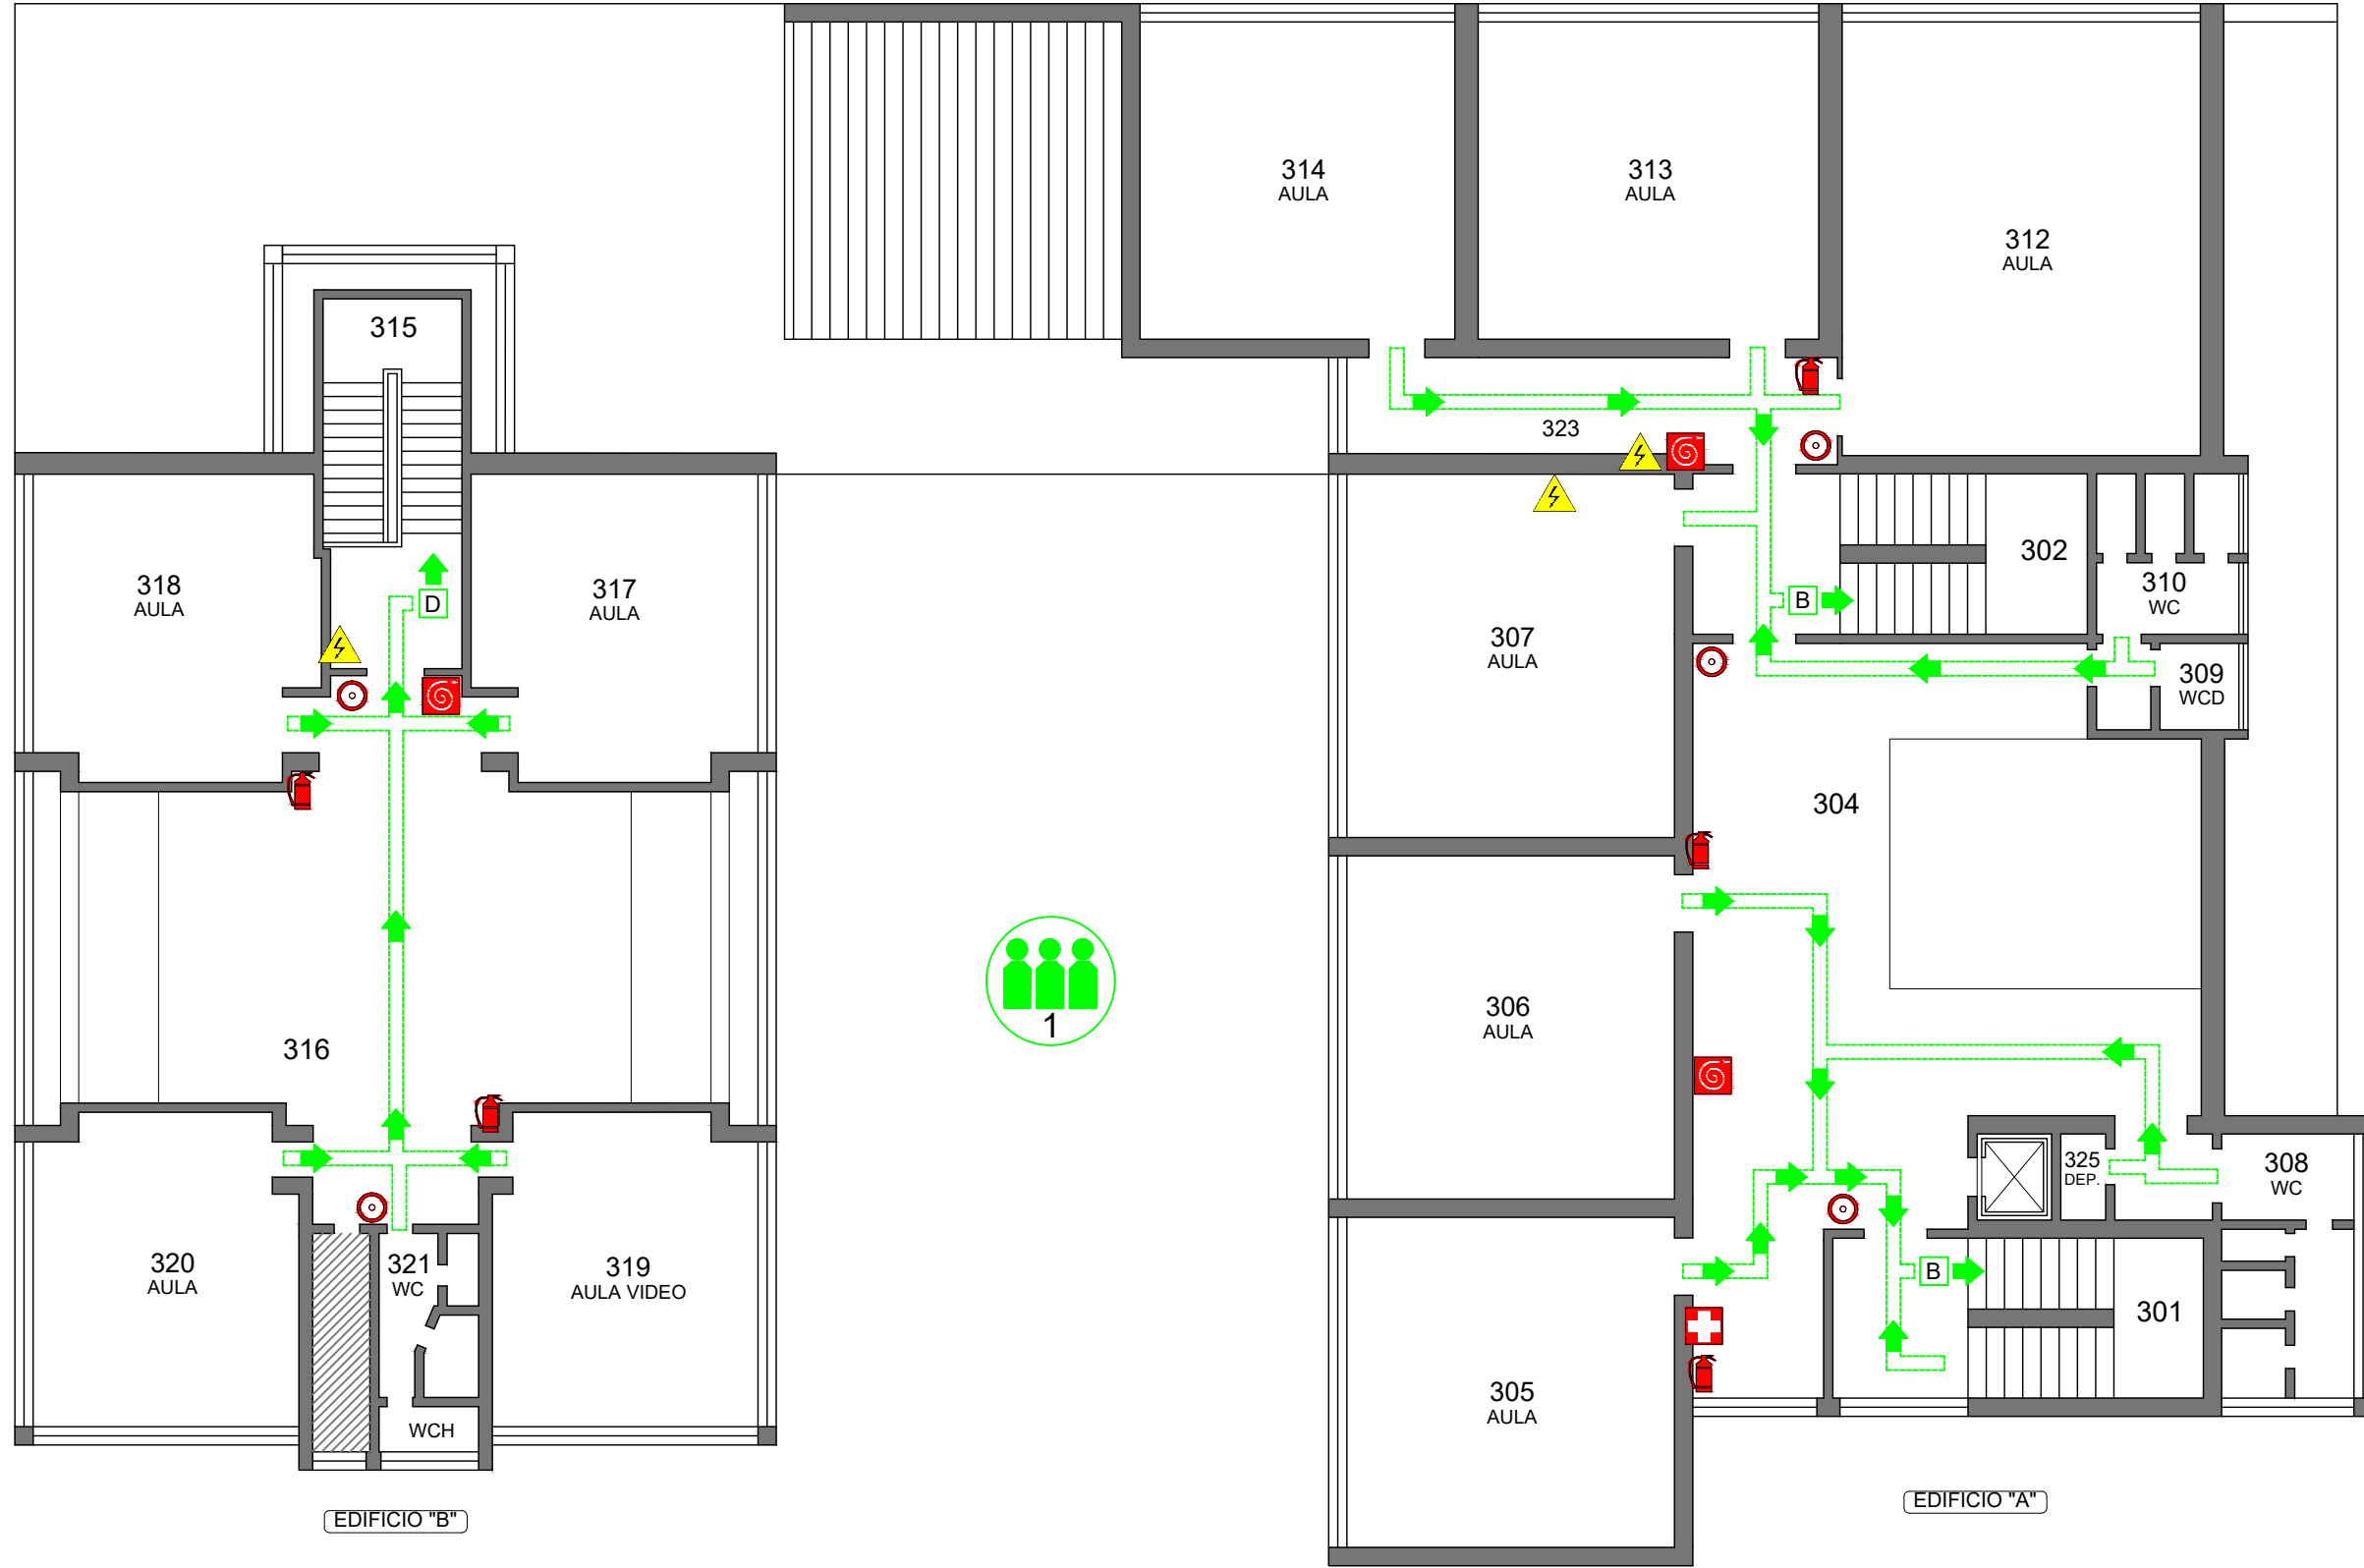 314
AULA
313
AULA
312
AULA
315
323
302
318
AULA
317
AULA
D
310
WC
B
307
AULA
309
WCD
304
306
AULA
1
316
325
DEP.
308
WC
320
AULA
321
WC
319
AULA VIDEO
B
301
305
AULA
WCH
EDIFICIO "B"
EDIFICIO "A"